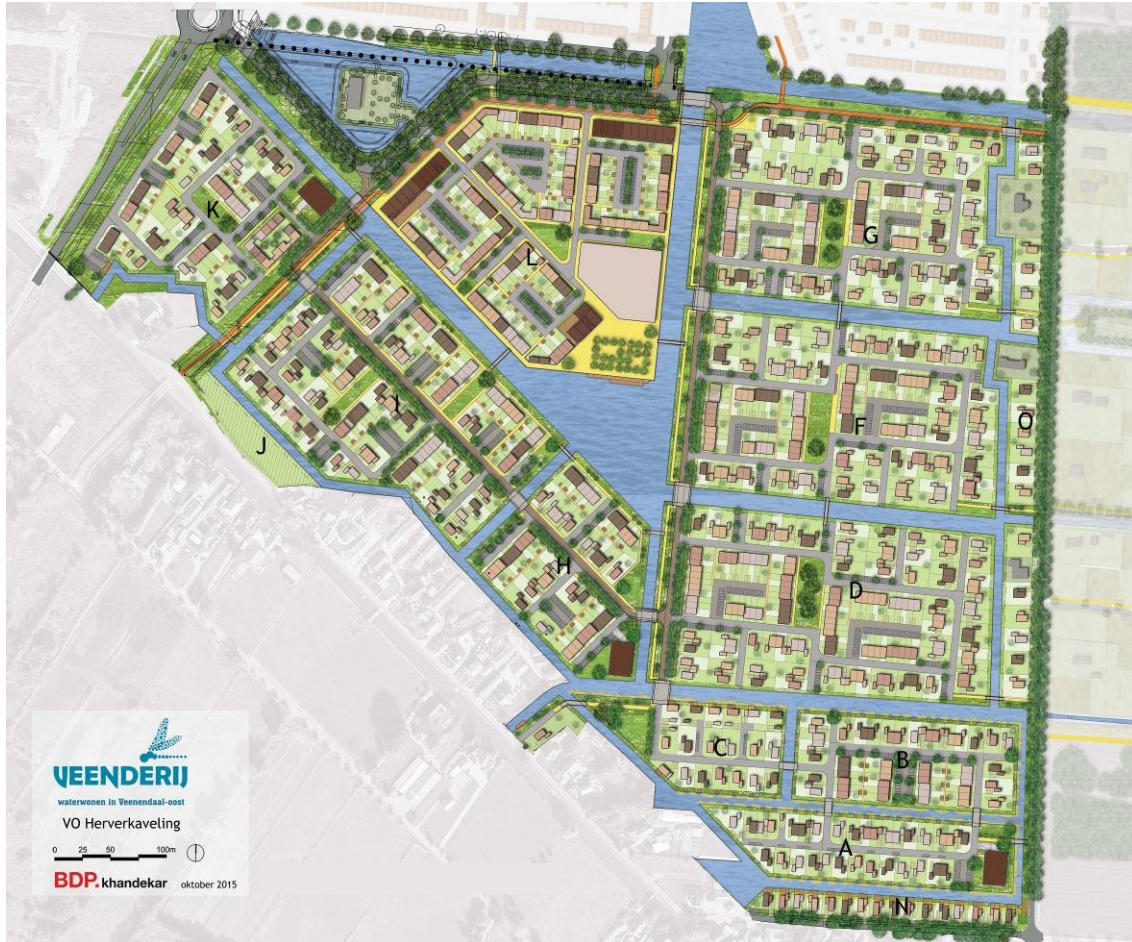 K
L
G
I
J
F
O
H
D
C
B
A
N
VEENDERIJ
waterwonen in Veenendaal-oost
VO Herverkaveling
0 25 50 100m
BDP.khandekar oktober 2015